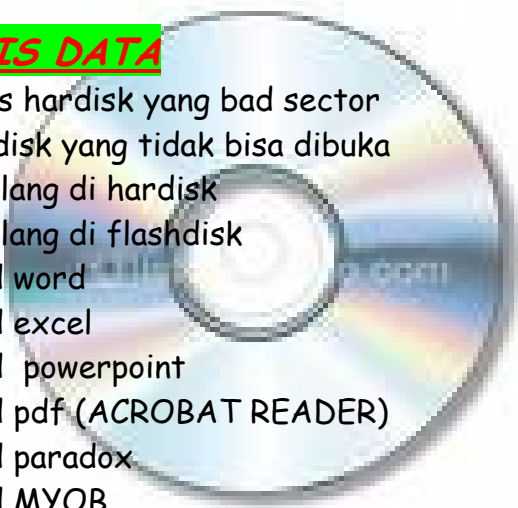 IS DATA
s hardisk yang bad sector
disk yang tidak bisa dibuka
lang di hardisk
lang di flashdisk
word
excel
powerpoint
pdf (ACROBAT READER)
paradox
MYOB